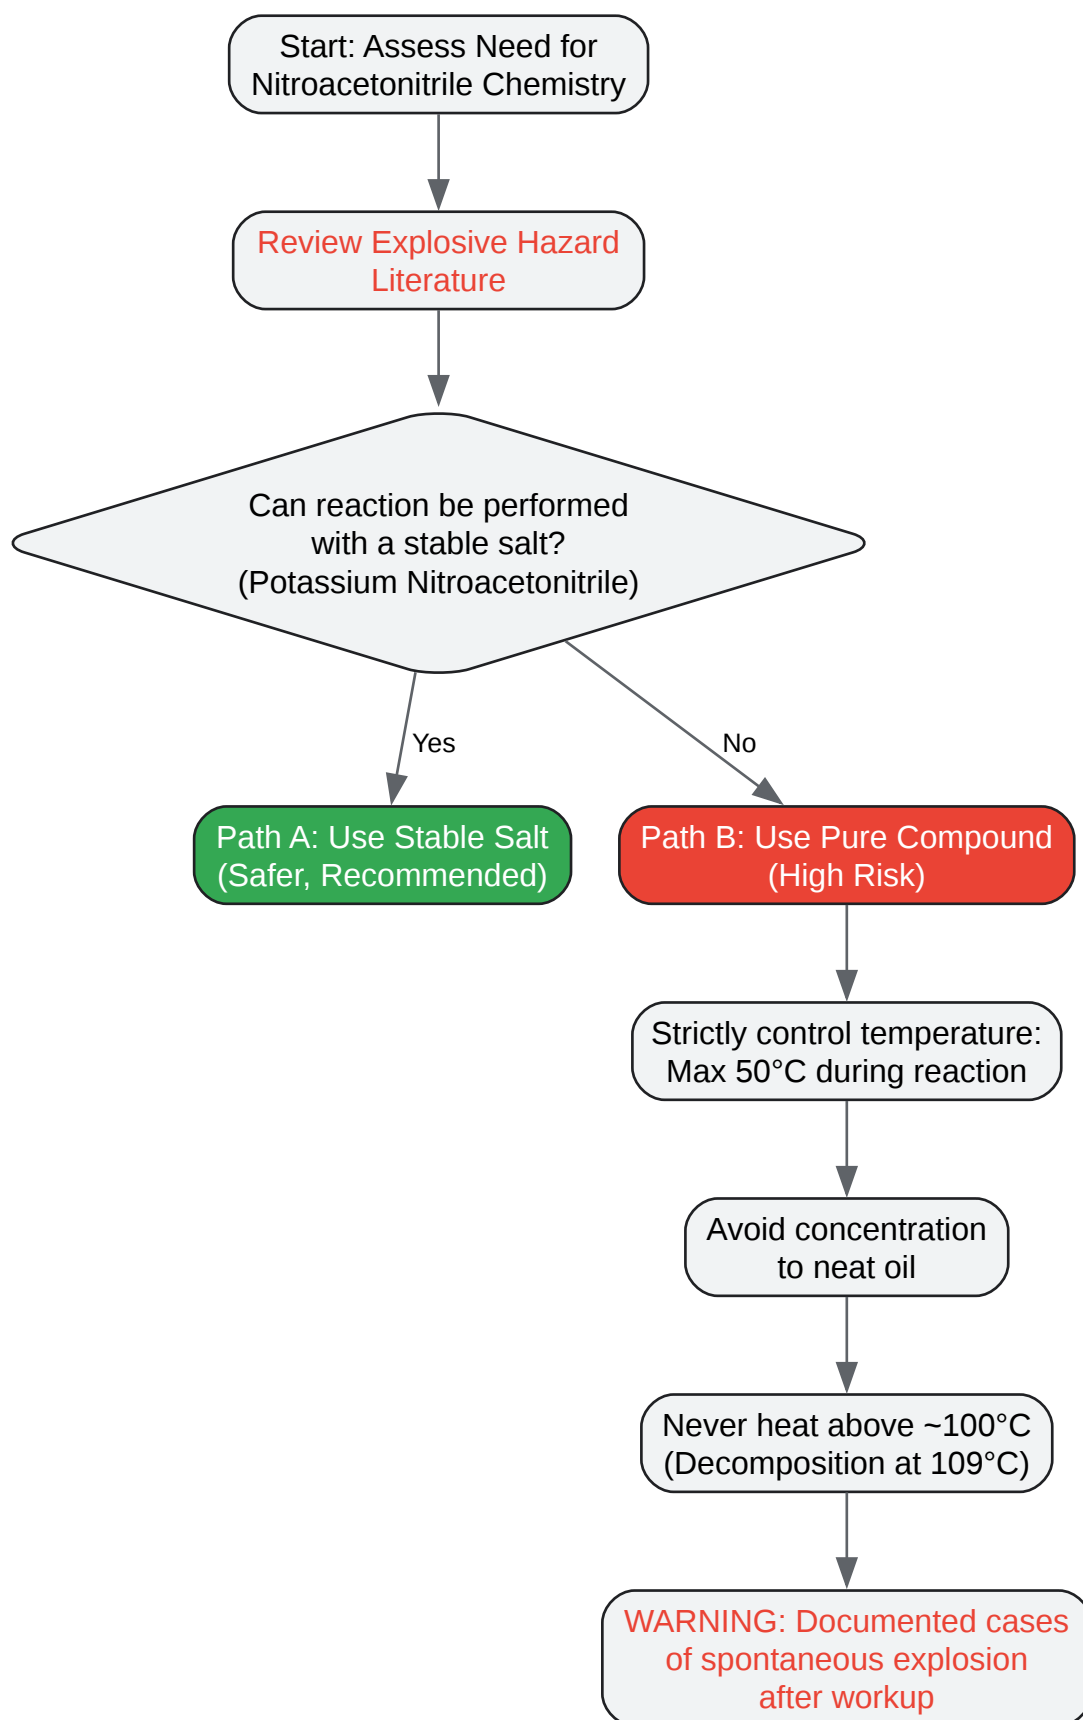 Start: Assess Need for
Nitroacetonitrile Chemistry
Review Explosive Hazard
Literature
Can reaction be performed
with a stable salt?
(Potassium Nitroacetonitrile)
Yes
No
Path A: Use Stable Salt
(Safer, Recommended)
Path B: Use Pure Compound
(High Risk)
Strictly control temperature:
Max 50°C during reaction
Avoid concentration
to neat oil
Never heat above ~100°C
(Decomposition at 109°C)
WARNING: Documented cases
of spontaneous explosion
after workup